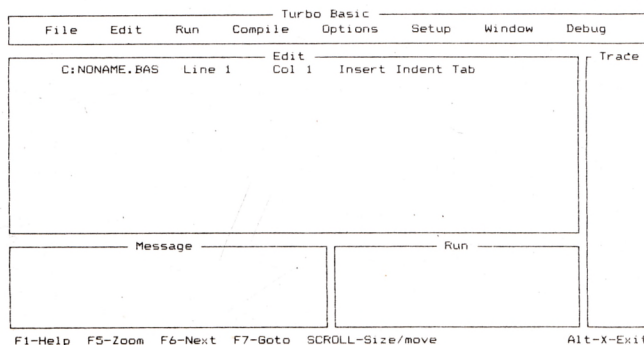 Turbo Basic
File Edit Run Compile Options Setup Window Debug
Edit
Trace
C:NONAME.BAS Line 1 Col 1 Insert Indent Tab
Message
Run
F1-Help F5-Zoom F6-Next F7-Goto SCROLL-Size/move Alt-X-Exit